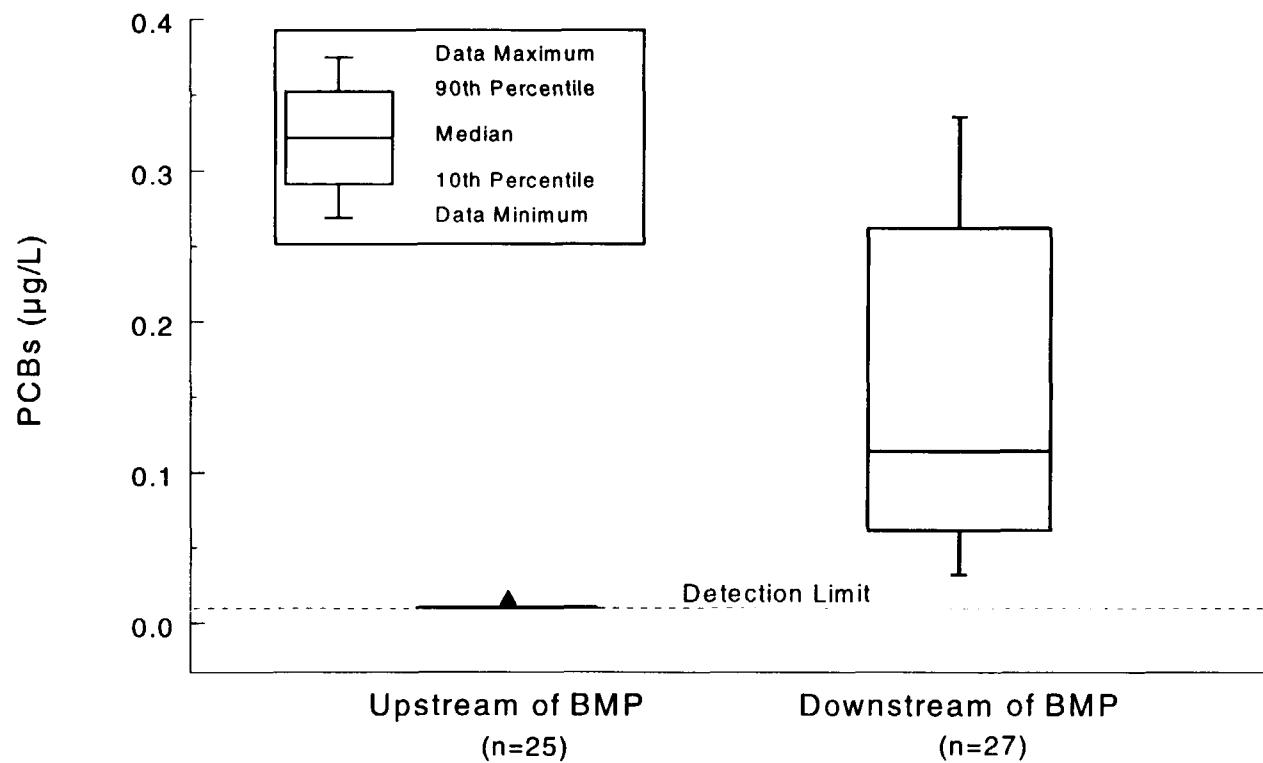 PCBs (µg/L)
0.4
0.3
0.2
0.1
0.0
Data Maximum
90th Percentile
Median
10th Percentile
Data Minimum
Detection Limit
Upstream of BMP
(n=25)
Downstream of BMP
(n=27)